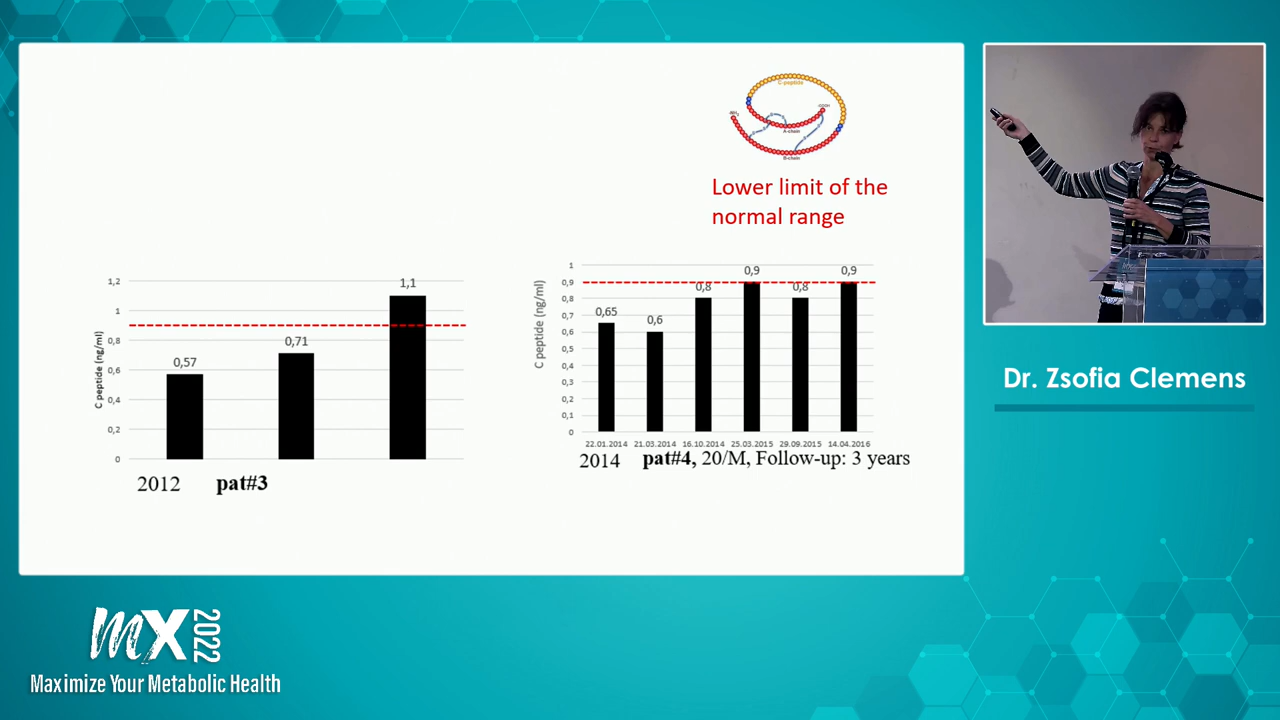 C-peptide
NH₂
COOH
A-chain
B-chain
Lower limit of the
normal range
C peptide (ng/ml)
1,2
1
0,8
0,6
0,4
0,2
0
0,57
0,71
1,1
2012 pat#3
C peptide (ng/ml)
1
0,9
0,8
0,7
0,6
0,5
0,4
0,3
0,2
0,1
0
0,65
0,6
0,8
0,9
0,8
0,9
22.01.2014 21.03.2014 16.10.2014 25.03.2015 29.09.2015 14.04.2016
2014 pat#4, 20/M, Follow-up: 3 years
Dr. Zsofia Clemens
mx 2022
Maximize Your Metabolic Health